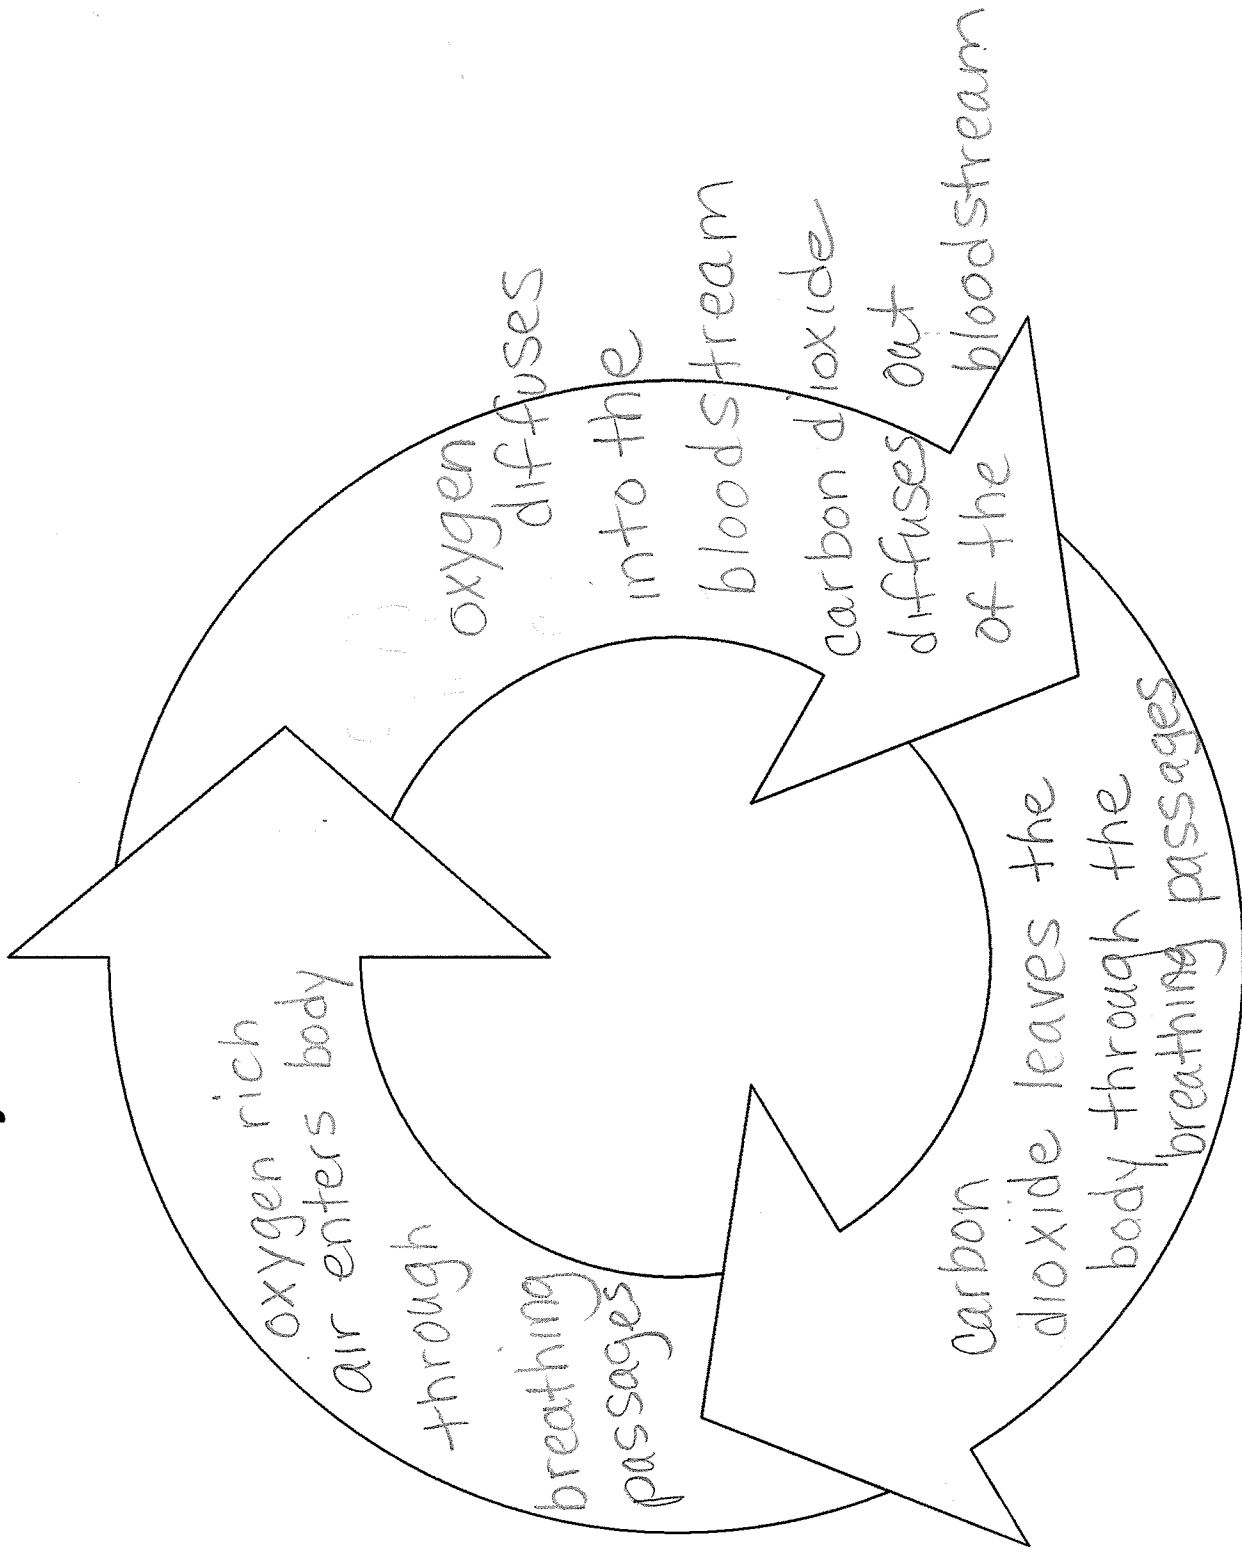 oxygen rich
air enters body
through
breathing
passages
oxygen
diffuses
into the
bloodstream
carbon dioxide
diffuses out
of the bloodstream
carbon
dioxide leaves the
body through the
breathing passages